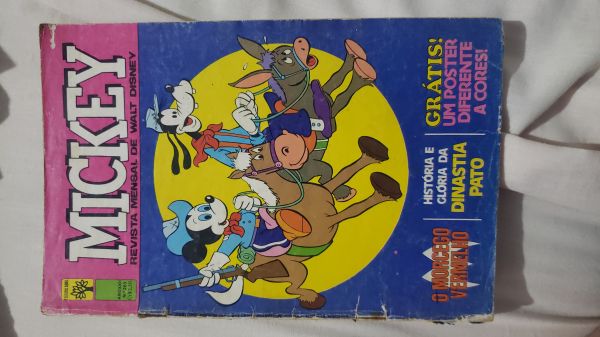 MICKEY
REVISTA MENSAL DE WALT DISNEY
GRÁTIS!
UM POSTER
DIFERENTE
A CORES!
HISTÓRIA E
GLÓRIA DA
DINASTIA
PATO
O MORCEGO
VERMELHO